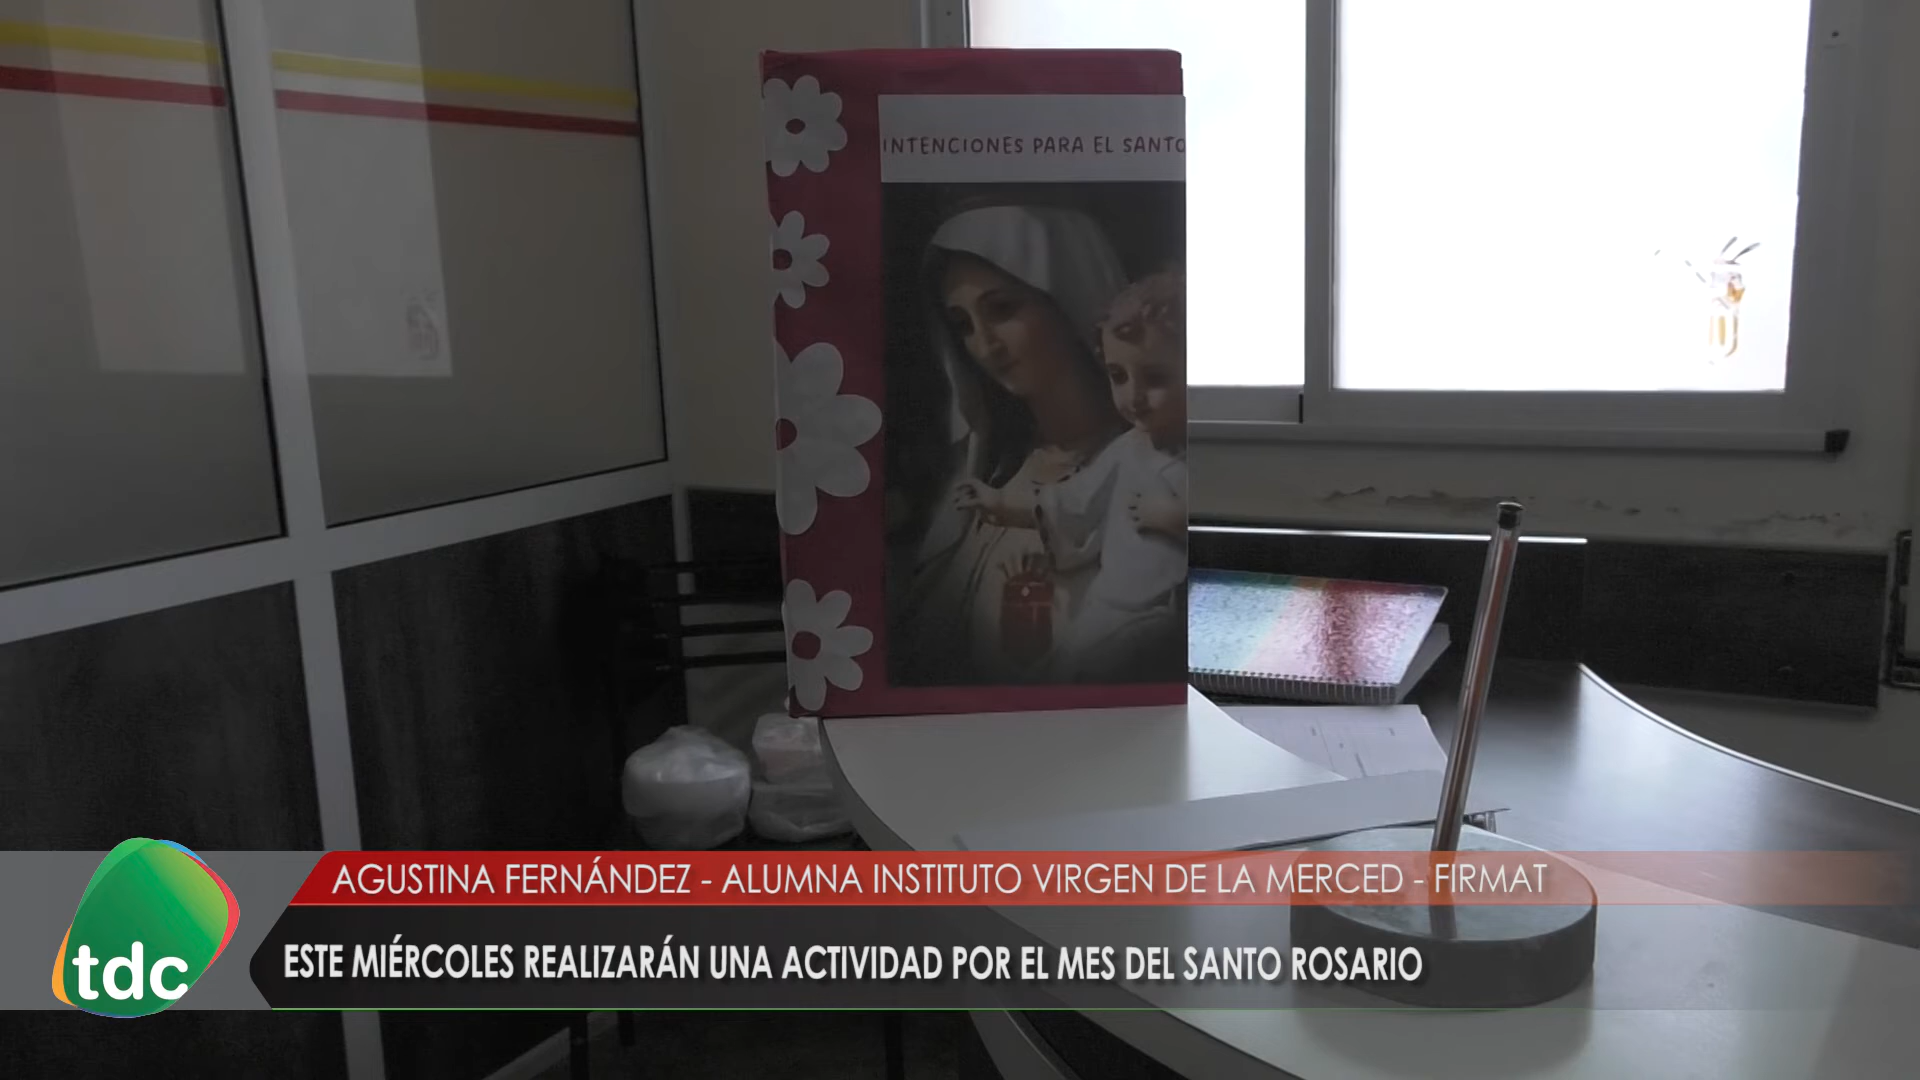 INTENCIONES PARA EL SANTO
AGUSTINA FERNÁNDEZ - ALUMNA INSTITUTO VIRGEN DE LA MERCED - FIRMAT
ESTE MIÉRCOLES REALIZARÁN UNA ACTIVIDAD POR EL MES DEL SANTO ROSARIO
tdc